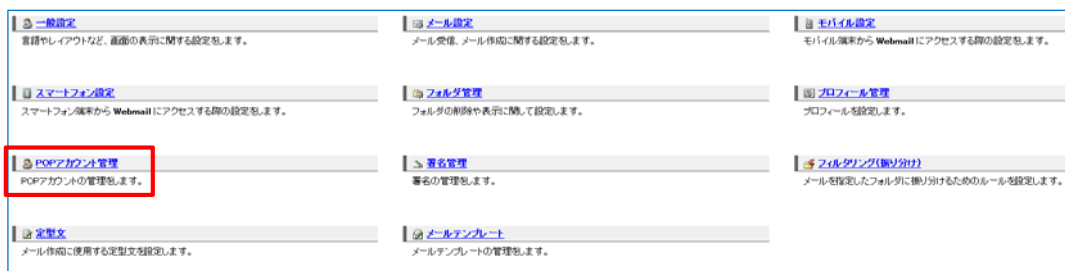 一般設定
言語やレイアウトなど、画面の表示に関する設定をします。
メール設定
メール受信、メール作成に関する設定をします。
モバイル設定
モバイル端末から Webmail にアクセスする際の設定をします。
スマートフォン設定
スマートフォン端末から Webmail にアクセスする際の設定をします。
フォルダ管理
フォルダの削除や表示に関して設定します。
プロフィール管理
プロフィールを設定します。
POPアカウント管理
POPアカウントの管理をします。
署名管理
署名の管理をします。
フィルタリング(振り分け)
メールを指定したフォルダに振り分けるためのルールを設定します。
定型文
メール作成に使用する定型文を設定します。
メールテンプレート
メールテンプレートの管理をします。